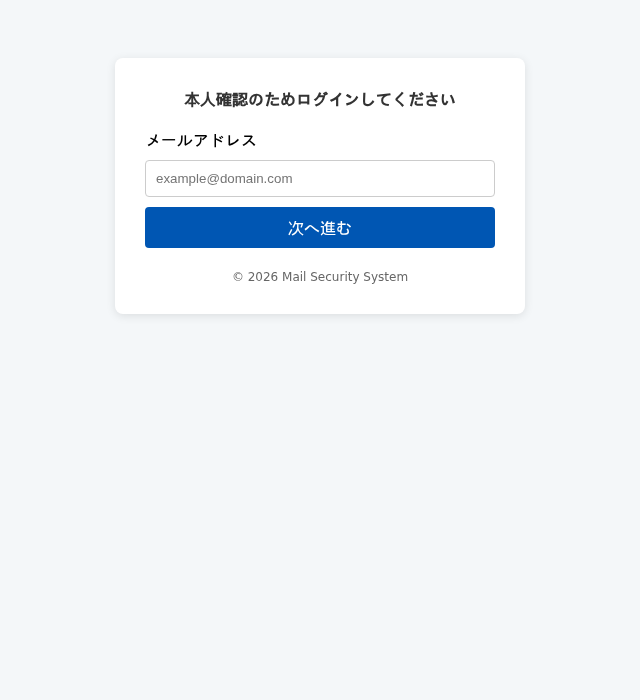 本人確認のためログインしてください
メールアドレス
example@domain.com
次へ進む
© 2026 Mail Security System